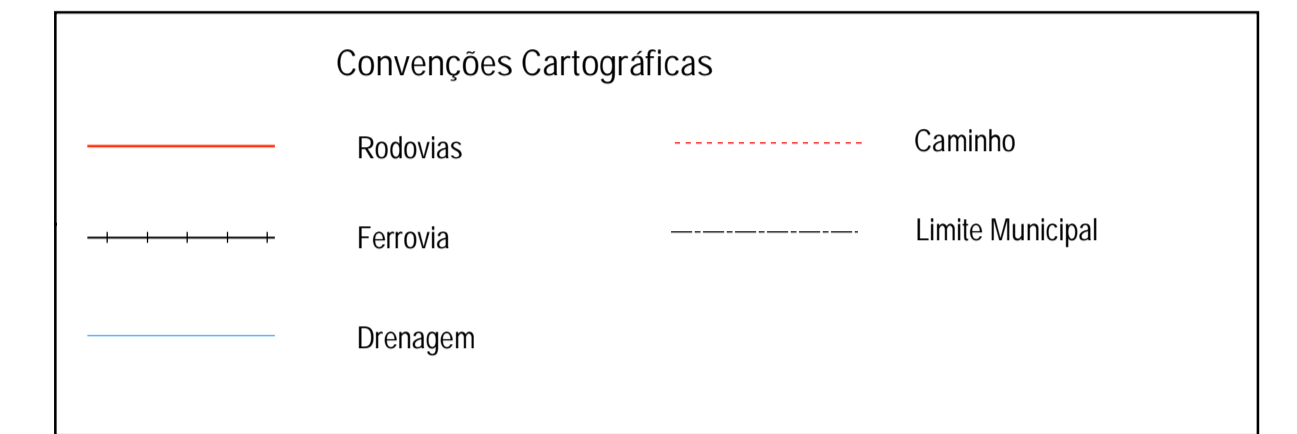 Convenções Cartográficas
Rodovias
Caminho
Ferrovia
Limite Municipal
Drenagem